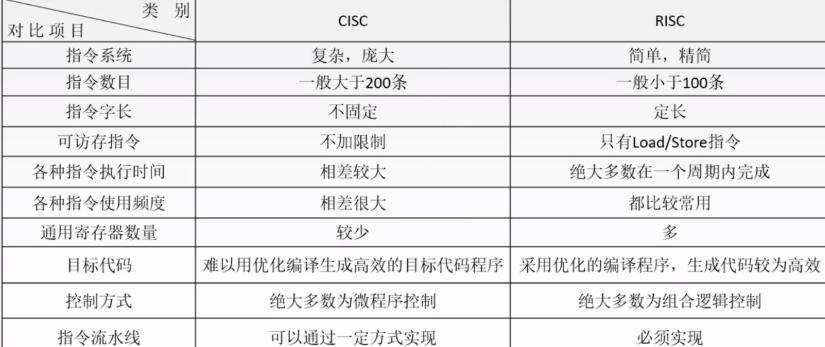 类 别 CISC RISC
对 比 项 目
指令系统 复杂，庞大 简单，精简
指令数目 一般大于200条 一般小于100条
指令字长 不固定 定长
可访存指令 不加限制 只有Load/Store指令
各种指令执行时间 相差较大 绝大多数在一个周期内完成
各种指令使用频度 相差很大 都比较常用
通用寄存器数量 较少 多
目标代码 难以用优化编译生成高效的目标代码程序 采用优化的编译程序，生成代码较为高效
控制方式 绝大多数为微程序控制 绝大多数为组合逻辑控制
指令流水线 可以通过一定方式实现 必须实现